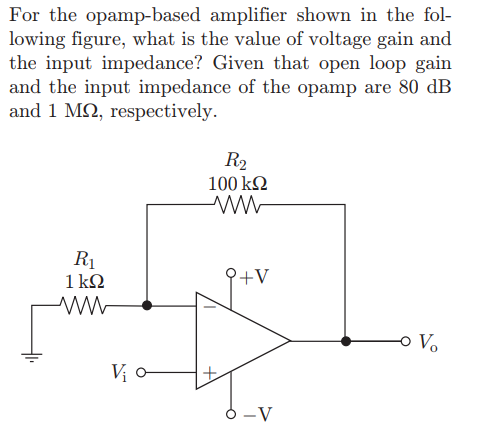 For the opamp-based amplifier shown in the fol-
lowing figure, what is the value of voltage gain and
the input impedance? Given that open loop gain
and the input impedance of the opamp are 80 dB
and 1 MΩ, respectively.
R₂
100 kΩ
R₁
1 kΩ
+V
−
Vₒ
Vᵢ
+
−V